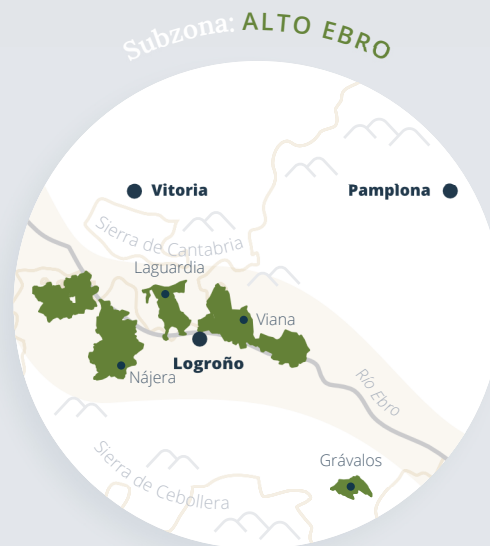 Subzona: ALTO EBRO
Vitoria
Pamplona
Sierra de Cantabria
Laguardia
Viana
Logroño
Nájera
Río Ebro
Grávalos
Sierra de Cebollera